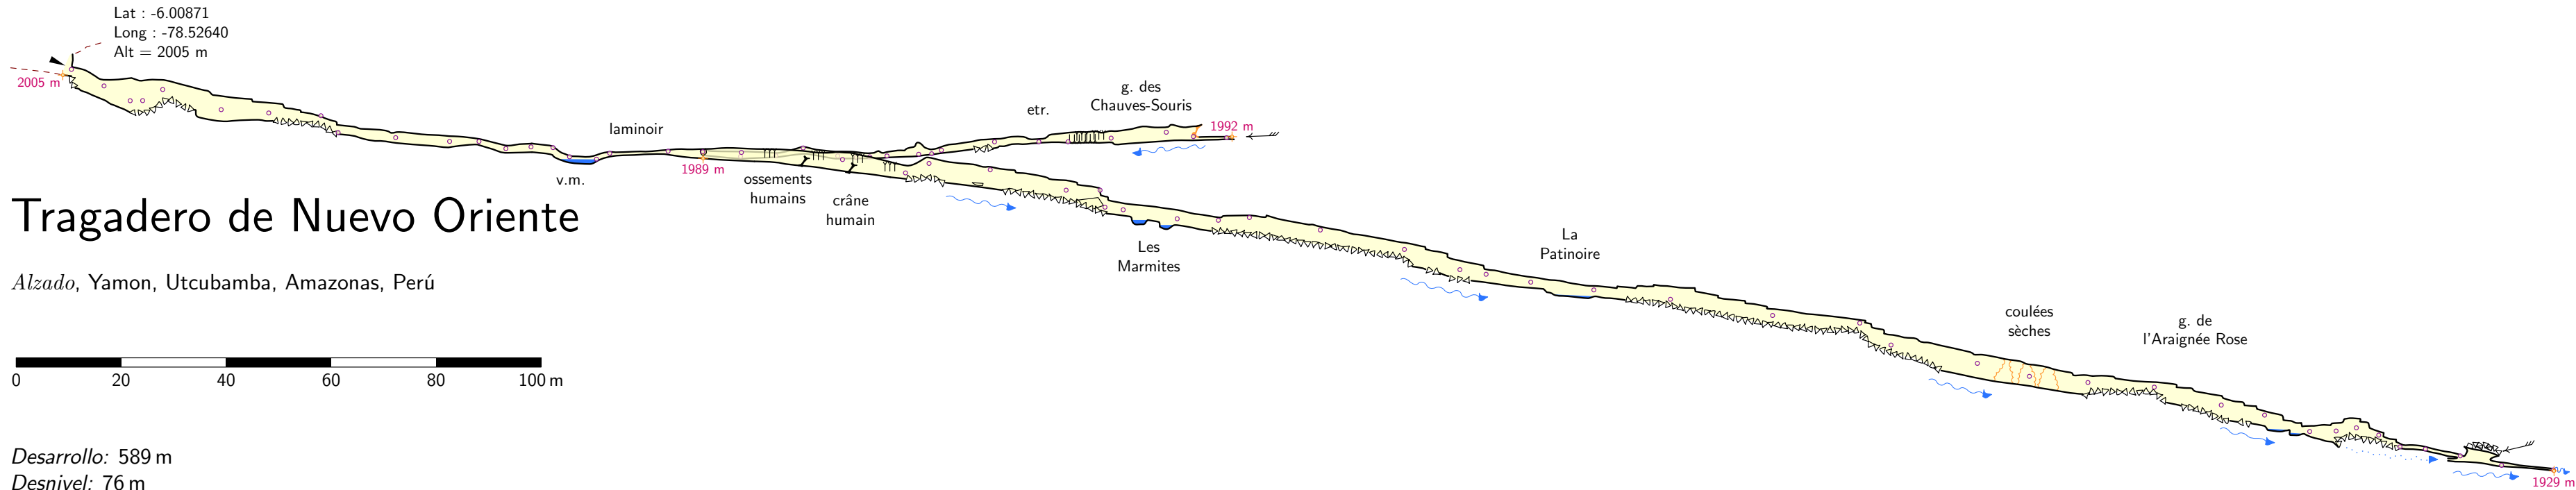 Lat : -6.00871
Long : -78.52640
Alt = 2005 m
2005 m
laminoir
etr.
g. des
Chauves-Souris
1992 m
v.m.
1989 m
ossements
humains
crâne
humain
Tragadero de Nuevo Oriente
Les
Marmites
La
Patinoire
Alzado, Yamon, Utcubamba, Amazonas, Perú
coulées
sèches
g. de
l'Araignée Rose
0 20 40 60 80 100 m
Desarrollo: 589 m
Desnivel: 76 m
1929 m